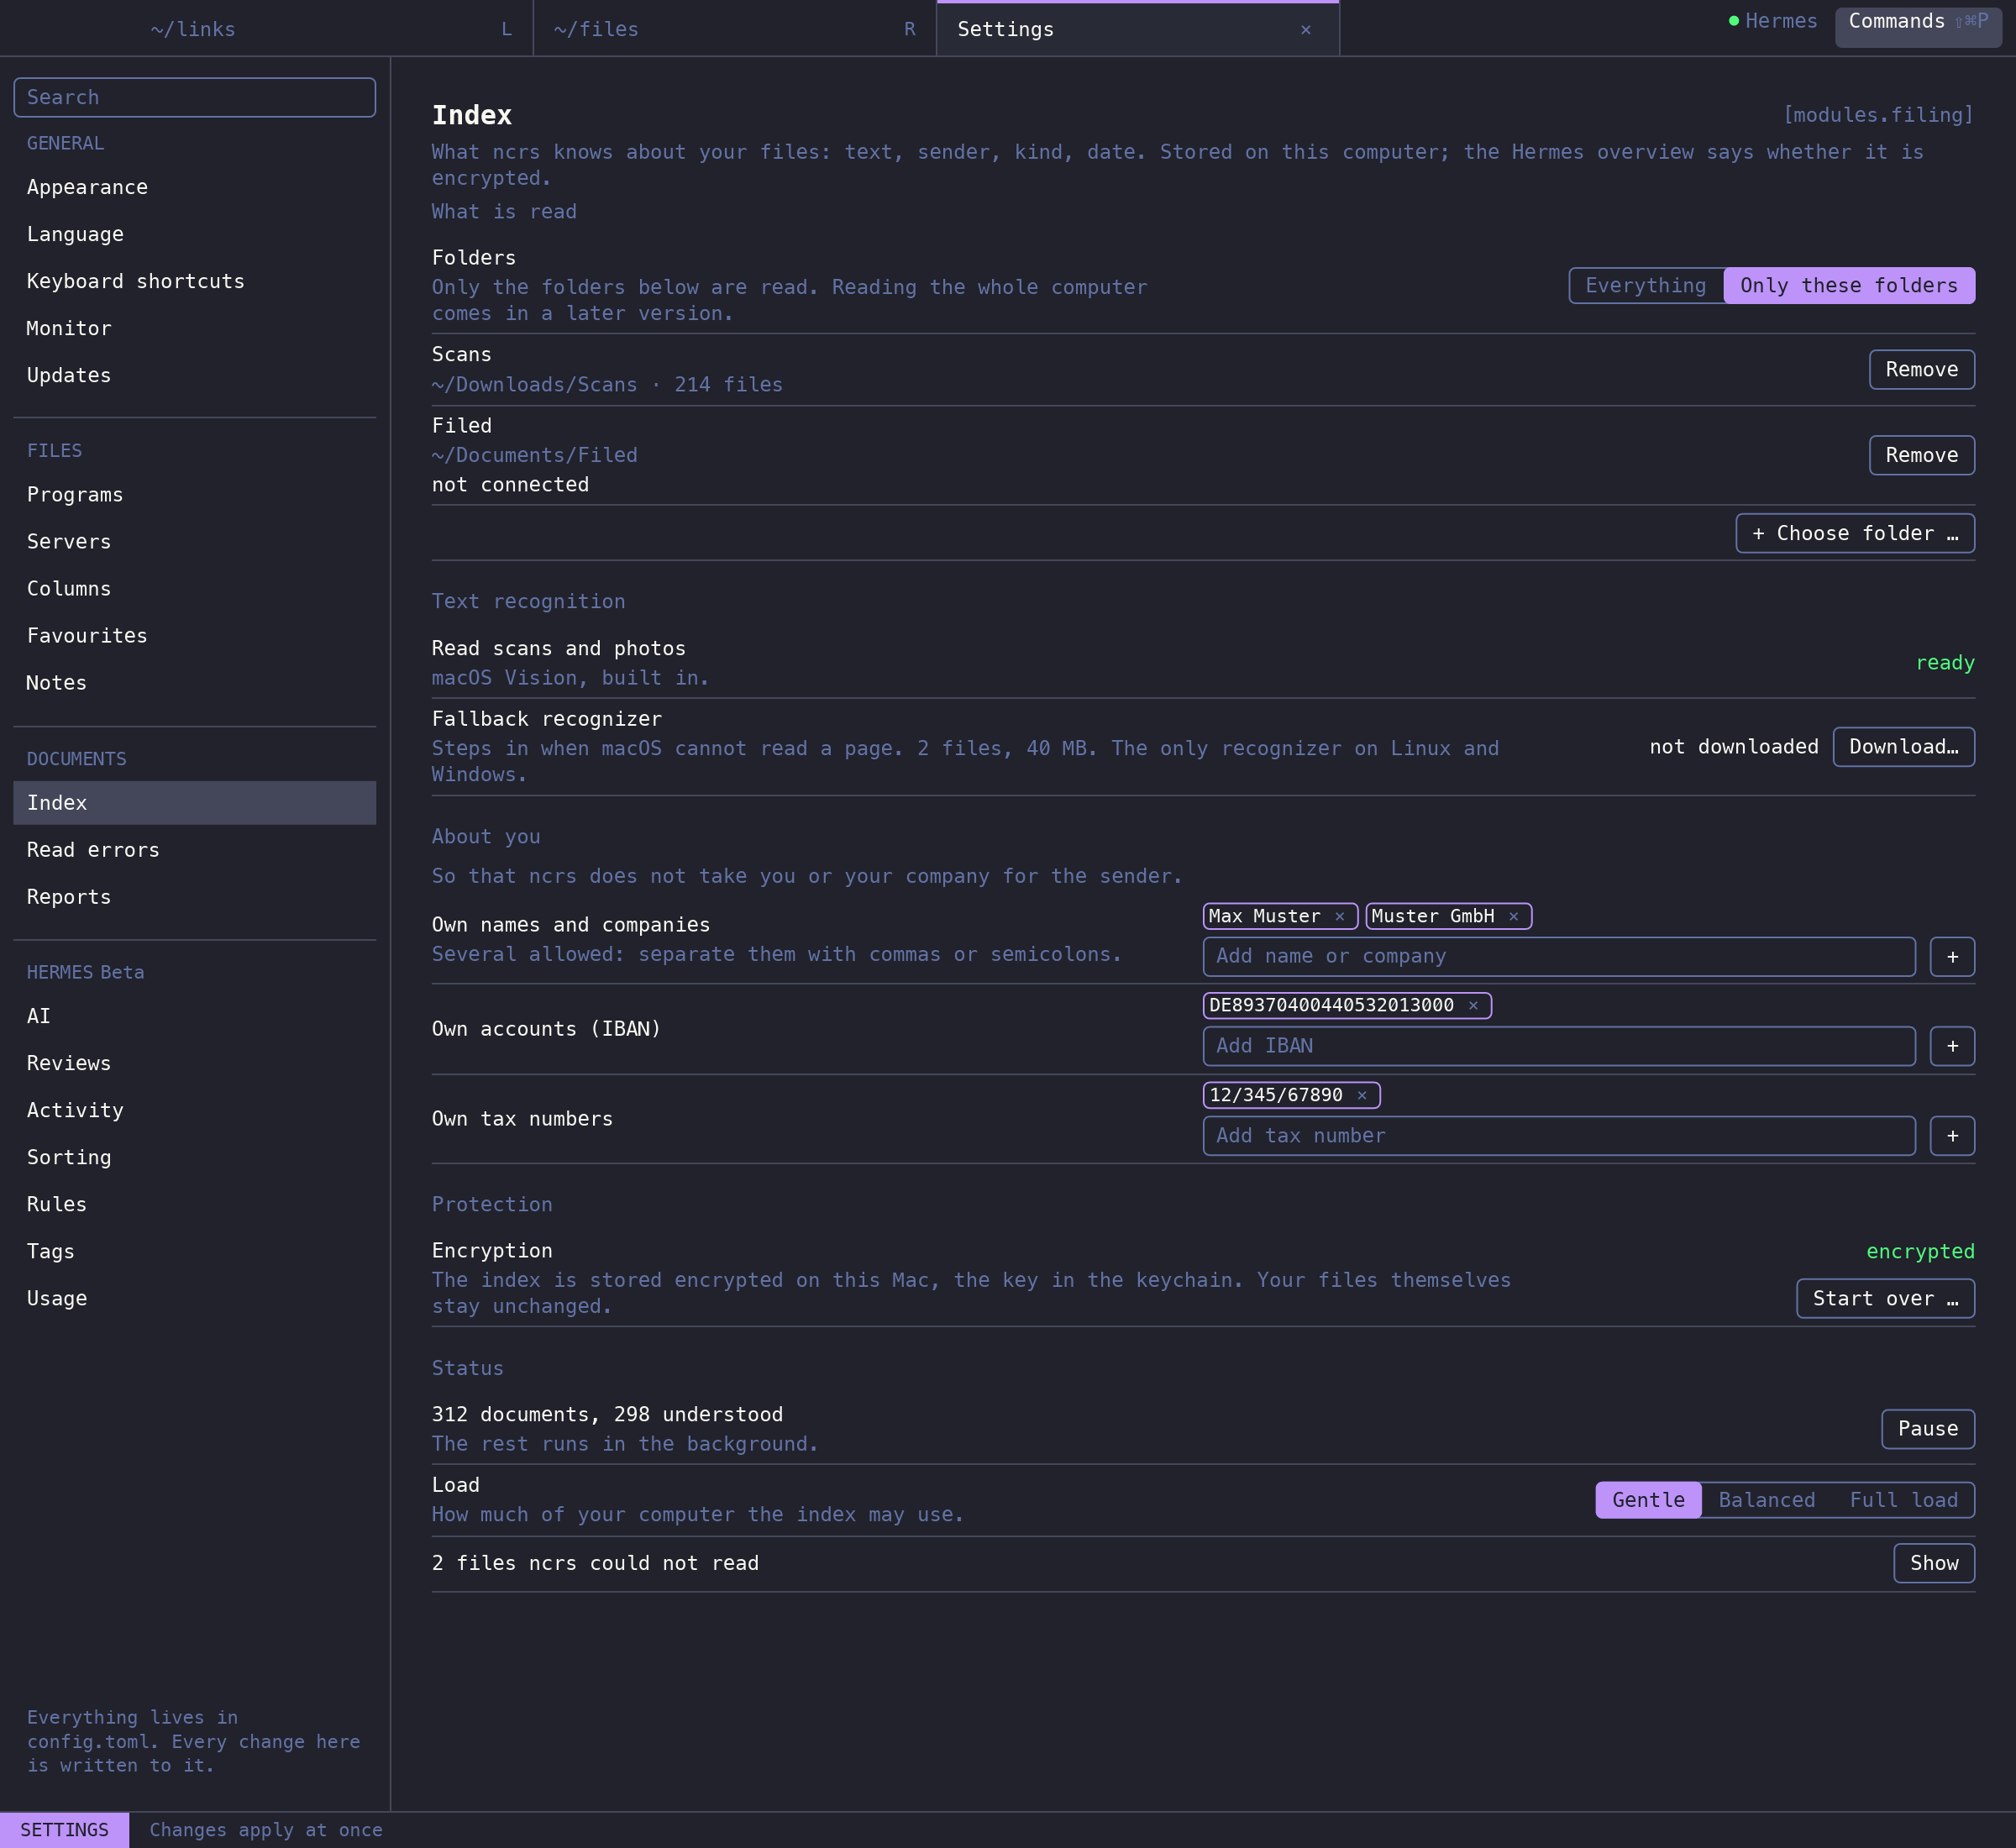 ~/links L ~/files R Settings × Hermes Commands ⇧⌘P
Search
GENERAL
Appearance
Language
Keyboard shortcuts
Monitor
Updates
FILES
Programs
Servers
Columns
Favourites
Notes
DOCUMENTS
Index
Read errors
Reports
HERMES Beta
AI
Reviews
Activity
Sorting
Rules
Tags
Usage
Everything lives in
config.toml. Every change here
is written to it.
Index [modules.filing]
What ncrs knows about your files: text, sender, kind, date. Stored on this computer; the Hermes overview says whether it is
encrypted.
What is read
Folders
Only the folders below are read. Reading the whole computer
comes in a later version.
Everything Only these folders
Scans
~/Downloads/Scans · 214 files
Remove
Filed
~/Documents/Filed
not connected
Remove
+ Choose folder …
Text recognition
Read scans and photos
macOS Vision, built in.
ready
Fallback recognizer
Steps in when macOS cannot read a page. 2 files, 40 MB. The only recognizer on Linux and
Windows.
not downloaded Download…
About you
So that ncrs does not take you or your company for the sender.
Own names and companies
Several allowed: separate them with commas or semicolons.
Max Muster × Muster GmbH ×
Add name or company +
Own accounts (IBAN)
DE89370400440532013000 ×
Add IBAN +
Own tax numbers
12/345/67890 ×
Add tax number +
Protection
Encryption
The index is stored encrypted on this Mac, the key in the keychain. Your files themselves
stay unchanged.
encrypted
Start over …
Status
312 documents, 298 understood
The rest runs in the background.
Pause
Load
How much of your computer the index may use.
Gentle Balanced Full load
2 files ncrs could not read Show
SETTINGS Changes apply at once